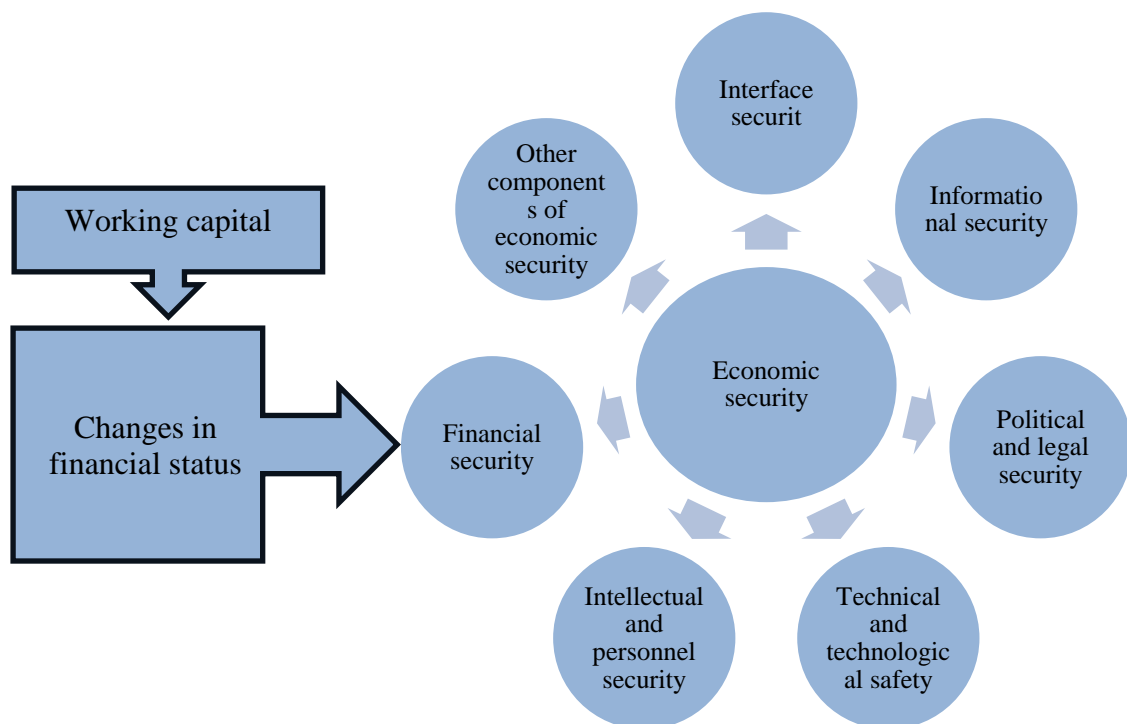 Interface
securit
Other
component
s of
economic
security
Informatio
nal security
Working capital
Economic
security
Changes in
financial status
Financial
security
Political
and legal
security
Intellectual
and
personnel
security
Technical
and
technologic
al safety